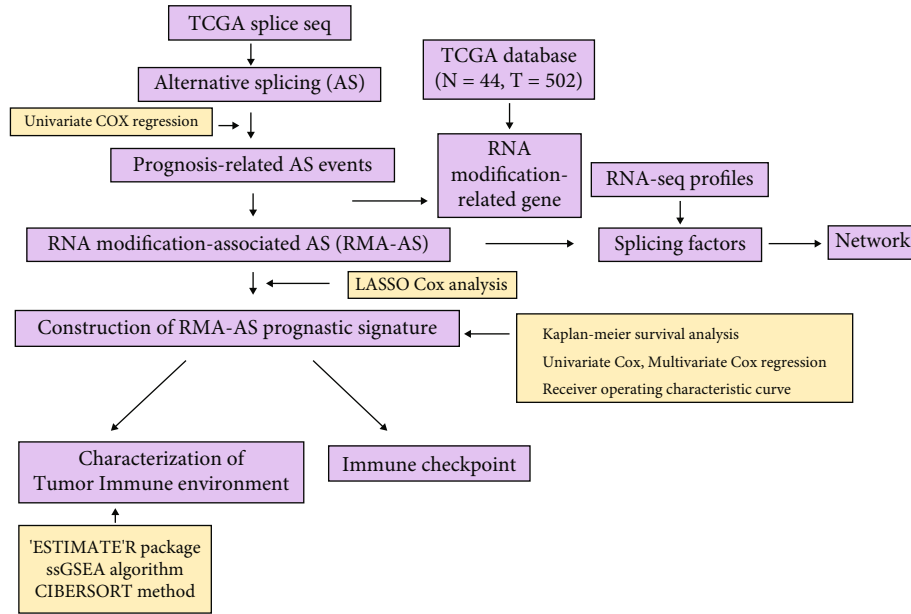 TCGA splice seq
TCGA database
(N = 44, T = 502)
Alternative splicing (AS)
Univariate COX regression
Prognosis-related AS events
RNA
modification-
related gene
RNA-seq profiles
RNA modification-associated AS (RMA-AS)
Splicing factors
Network
LASSO Cox analysis
Construction of RMA-AS prognastic signature
Kaplan-meier survival analysis
Univariate Cox, Multivariate Cox regression
Receiver operating characteristic curve
Characterization of
Tumor Immune environment
Immune checkpoint
'ESTIMATE'R package
ssGSEA algorithm
CIBERSORT method